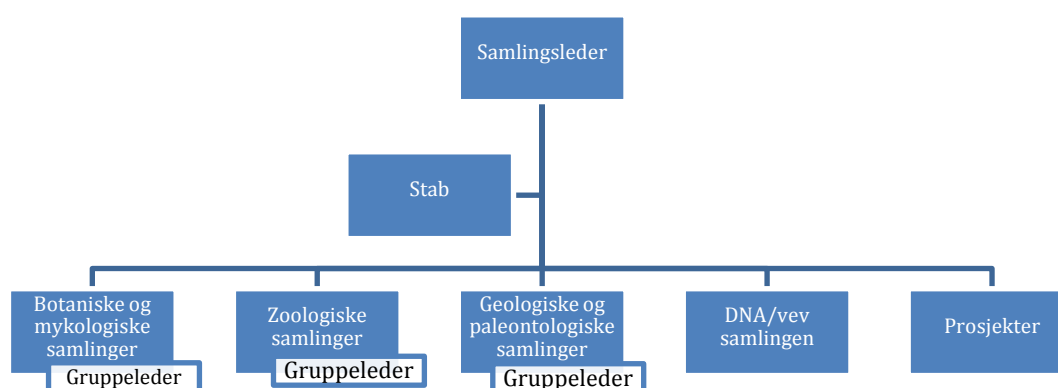 Samlingsleder
Stab
Botaniske og
mykologiske
samlinger
Gruppeleder
Zoologiske
samlinger
Gruppeleder
Geologiske og
paleontologiske
samlinger
Gruppeleder
DNA/vev
samlingen
Prosjekter